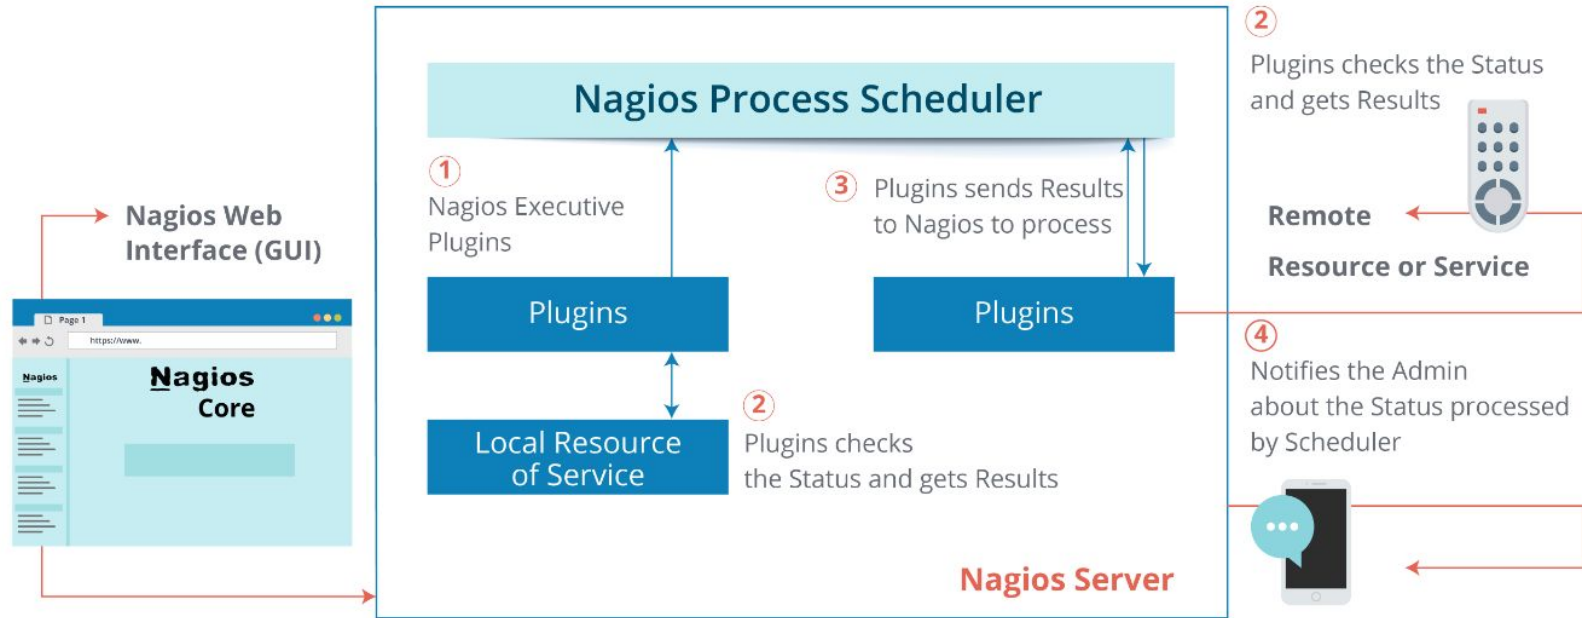 Nagios Web
Interface (GUI)
Page 1
https://www.
Nagios
Nagios
Core
Nagios Process Scheduler
1
Nagios Executive
Plugins
3
Plugins sends Results
to Nagios to process
Plugins
Plugins
2
Plugins checks
the Status and gets Results
Local Resource
of Service
Nagios Server
2
Plugins checks the Status
and gets Results
Remote
Resource or Service
4
Notifies the Admin
about the Status processed
by Scheduler